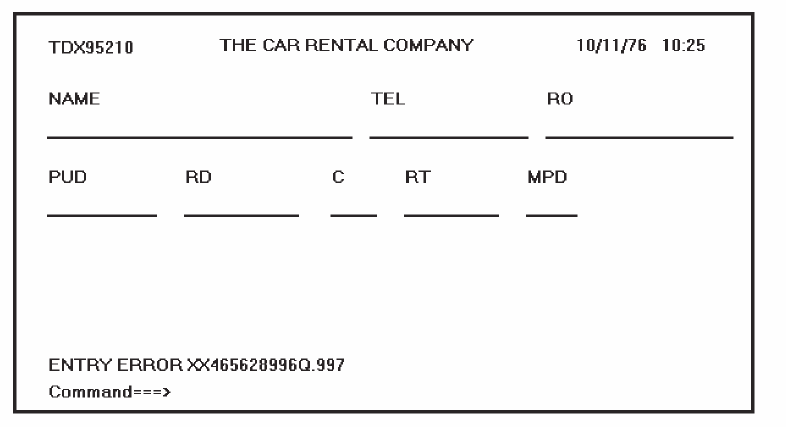 TDX95210 THE CAR RENTAL COMPANY 10/11/76 10:25
NAME TEL RO
PUD RD C RT MPD
ENTRY ERROR XX465628996Q.997
Command===>